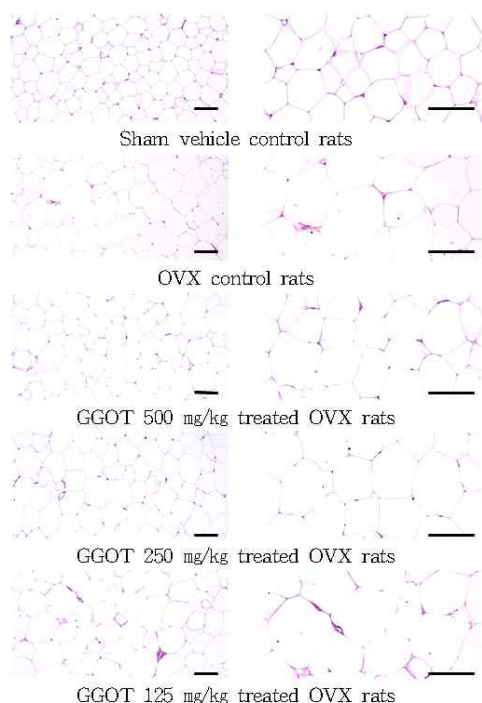 Sham vehicle control rats
OVX control rats
GGOT 500 mg/kg treated OVX rats
GGOT 250 mg/kg treated OVX rats
GGOT 125 mg/kg treated OVX rats